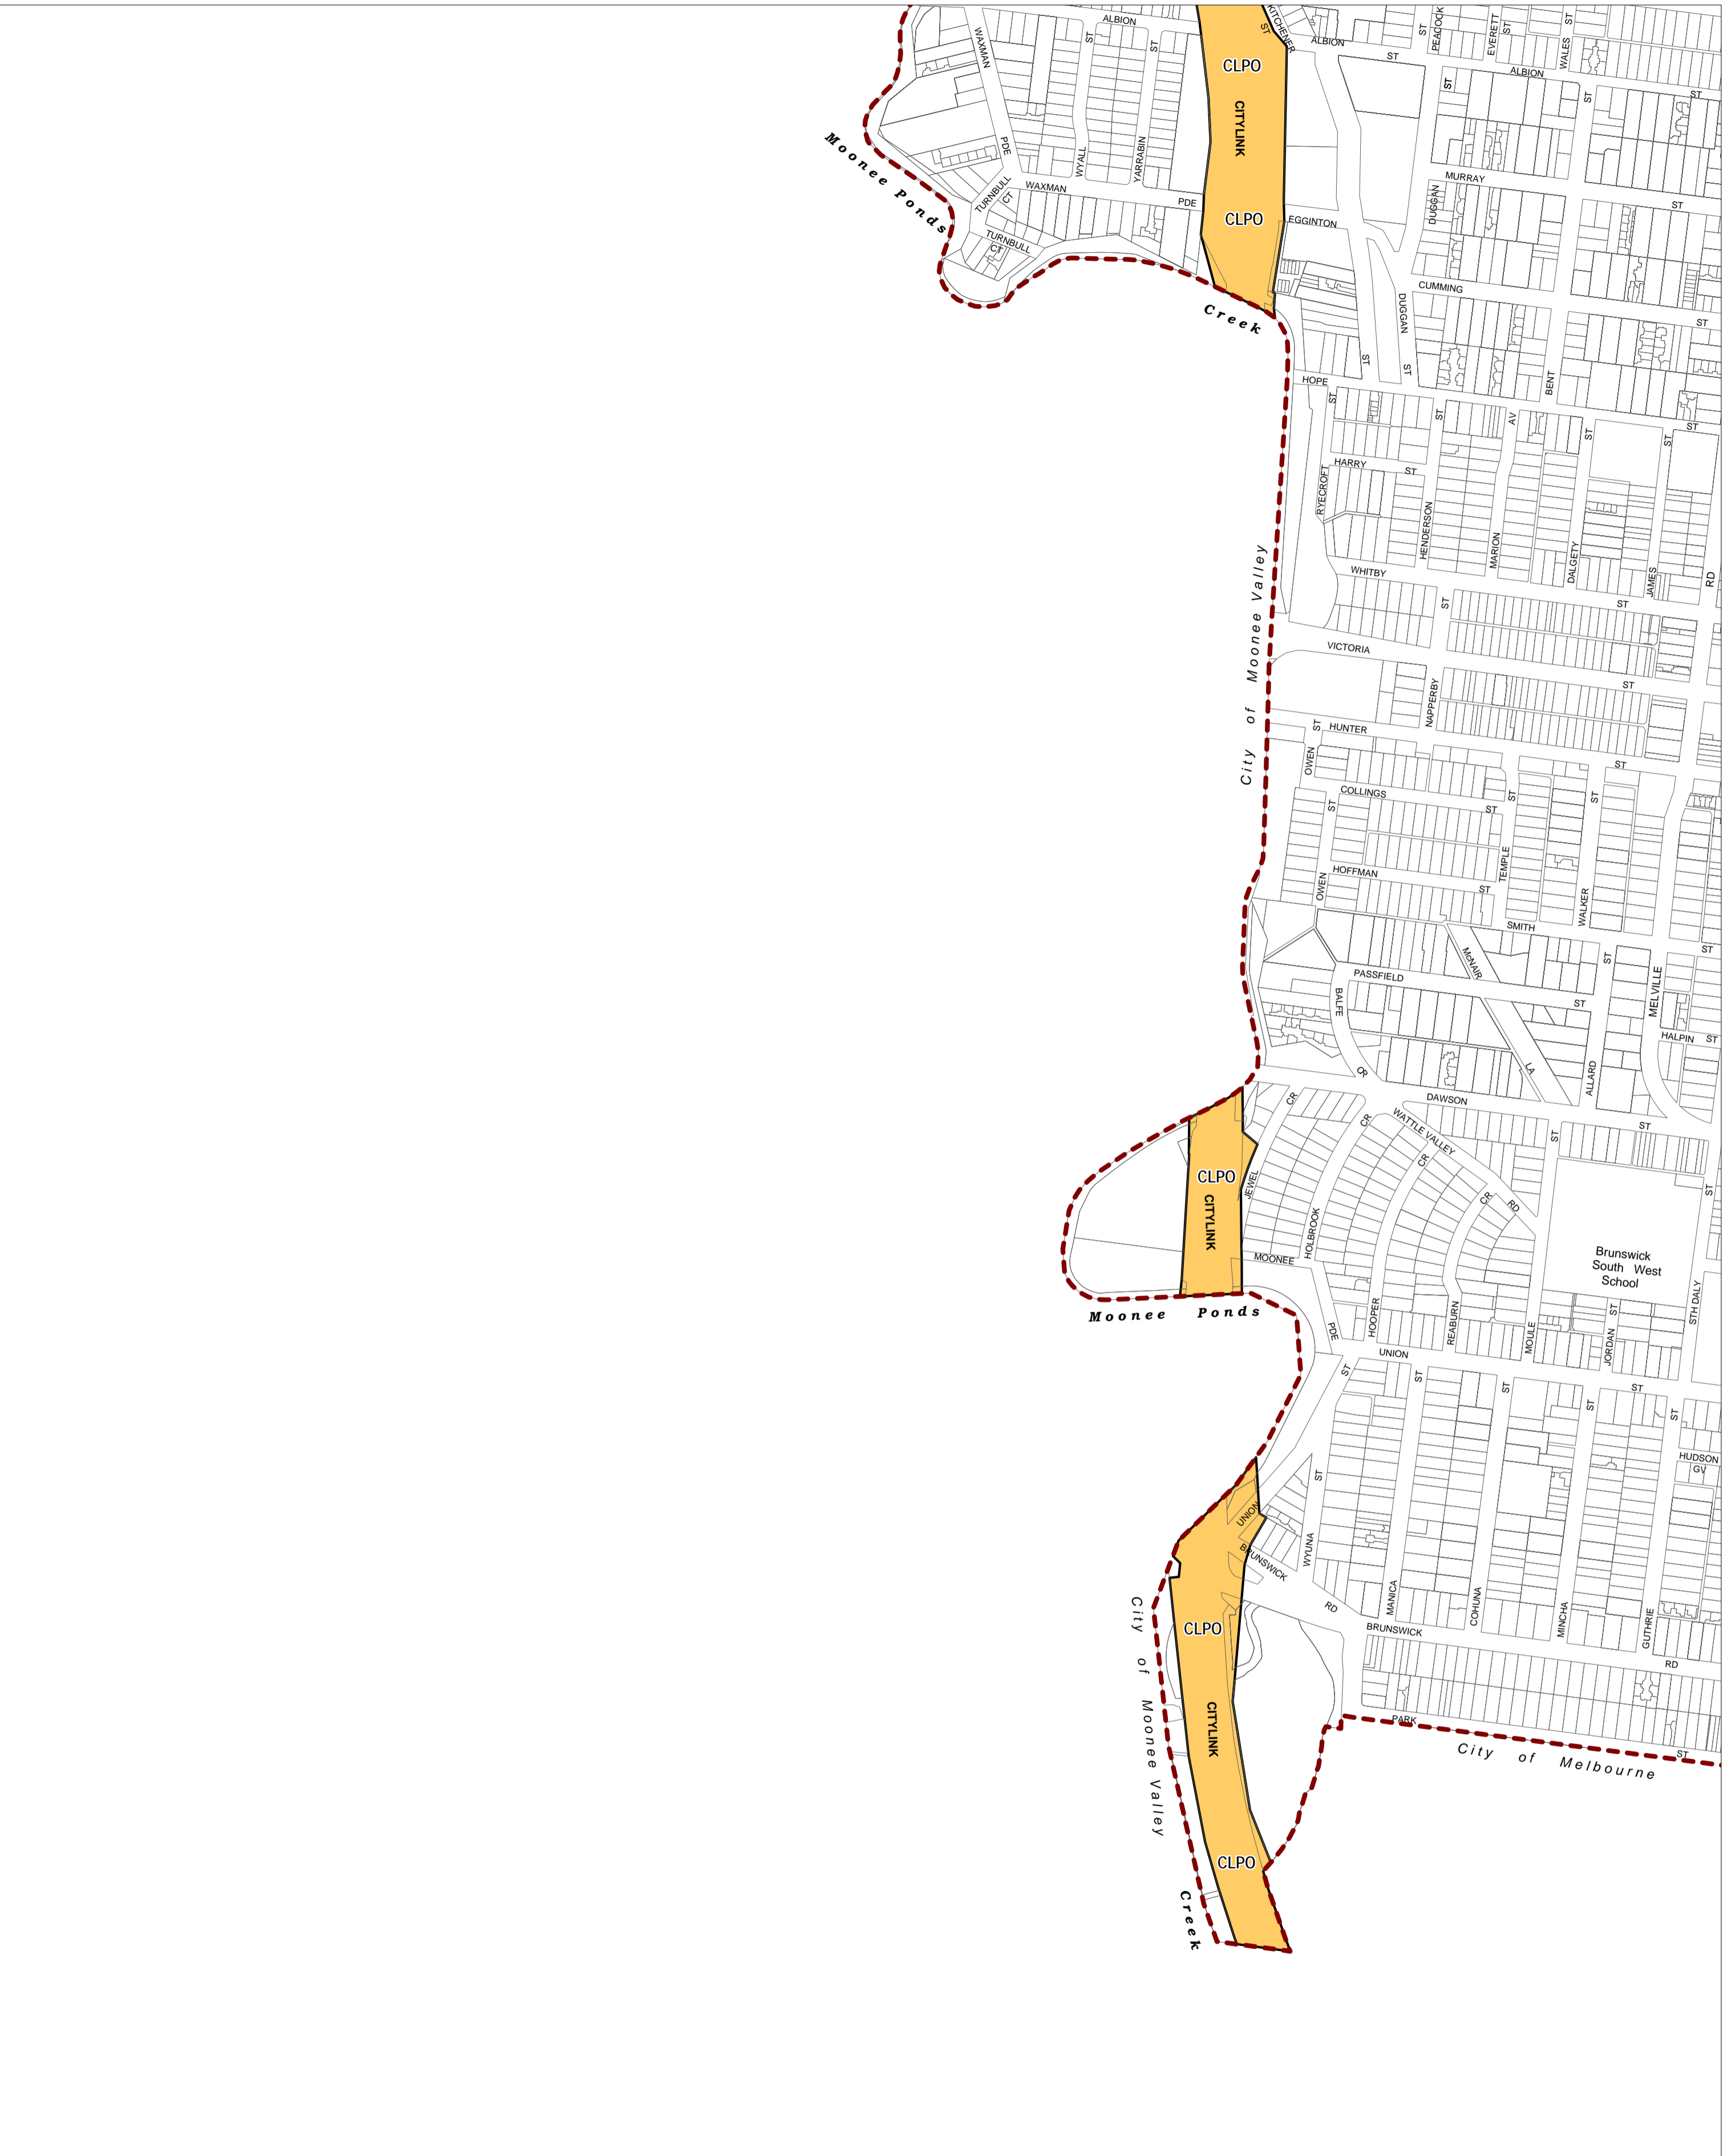 ALBION
ST
KITCHENER
ST
ALBION
ST
PEACOCK
ST
EVERETT
ST
WALES
ST
ST
ALBION
ST
ST
ST
WAXMAN
PDE
ST
WYALL
ST
YARRABIN
CLPO
CITYLINK
CLPO
Moonee Ponds
TURNBULL
CT
WAXMAN
PDE
TURNBULL
CT
MURRAY
ST
DUGGAN
EGGINTON
ST
CUMMING
ST
DUGGAN
ST
Creek
HOPE
ST
BENT
ST
ST
AV
ST
ST
HARRY
ST
RYECROFT
HENDERSON
MARION
DALGETY
JAMES
RD
City of Moonee Valley
WHITBY
ST
ST
VICTORIA
ST
NAPPERBY
HUNTER
ST
ST
OWEN
COLLINGS
ST
ST
ST
ST
TEMPLE
HOFFMAN
ST
OWEN
WALKER
SMITH
ST
McNAIR
LA
PASSFIELD
ST
ST
BALFE
CR
MELVILLE
HALPIN ST
ALLARD
DAWSON
ST
CR
CR
WATTLE VALLEY
RD
CR
CR
ST
ST
CLPO
CITYLINK
JEWEL
HOLBROOK
MOONEE
PDE
HOOPER
REABURN
MOULE
Brunswick
South West
School
JORDAN
ST
STH DALY
Moonee Ponds
UNION
ST
ST
ST
ST
ST
ST
HUDSON
GV
UNION
ST
WYUNA
BRUNSWICK
RD
MANICA
COHUNA
MINCHA
GUTHRIE
BRUNSWICK
RD
CLPO
CITYLINK
CLPO
City of Moonee Valley
PARK
ST
City of Melbourne
Creek